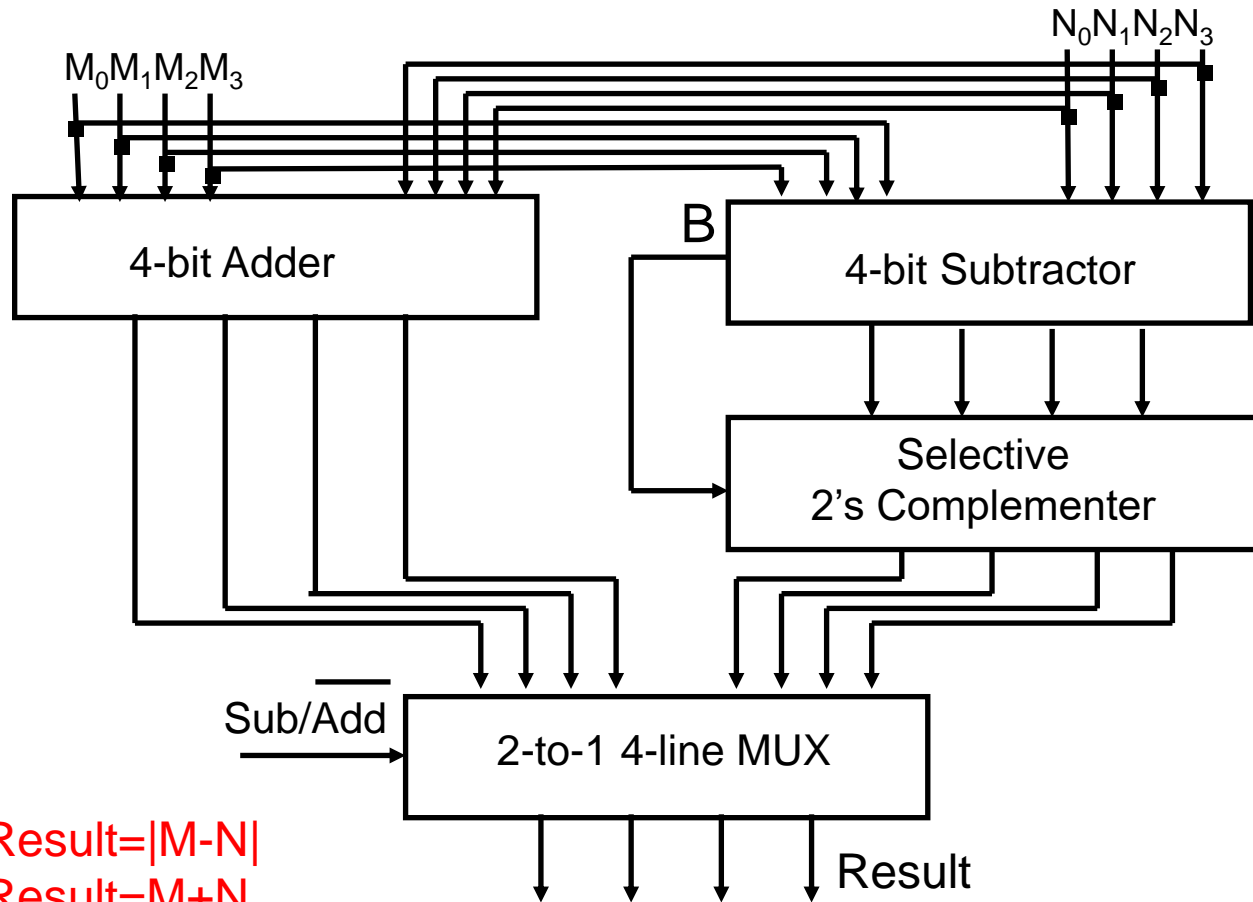 M₀M₁M₂M₃
N₀N₁N₂N₃
B
4-bit Adder
4-bit Subtractor
Selective
2's Complementer
Sub/A̅d̅d̅
2-to-1 4-line MUX
Result=|M-N|
Result=M+N
Result